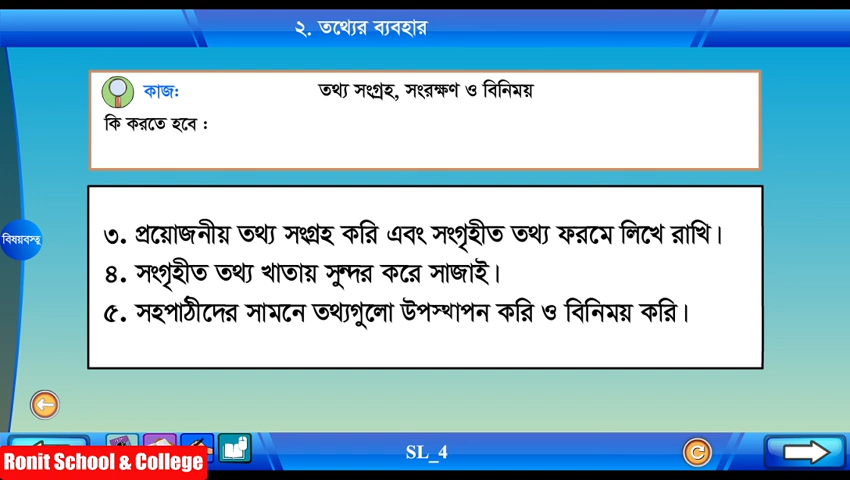 ২. তথ্যের ব্যবহার
কাজ:
তথ্য সংগ্রহ, সংরক্ষণ ও বিনিময়
কি করতে হবে :
৩. প্রয়োজনীয় তথ্য সংগ্রহ করি এবং সংগৃহীত তথ্য ফরমে লিখে রাখি।
৪. সংগৃহীত তথ্য খাতায় সুন্দর করে সাজাই।
৫. সহপাঠীদের সামনে তথ্যগুলো উপস্থাপন করি ও বিনিময় করি।
বিষয়বস্তু
SL_4
Ronit School & College